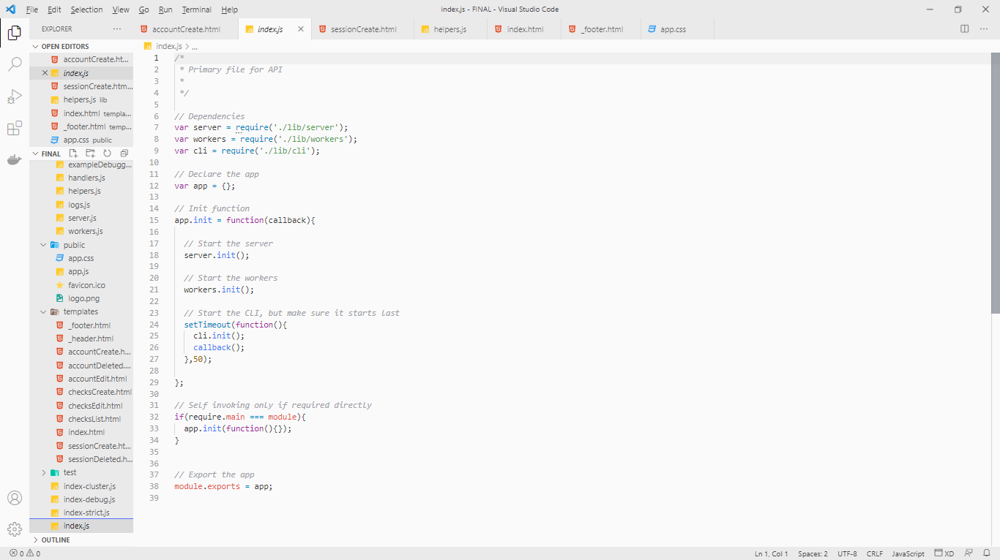 File Edit Selection View Go Run Terminal Help
index.js - FINAL - Visual Studio Code
EXPLORER
accountCreate.html
index.js
sessionCreate.html
helpers.js
index.html
_footer.html
app.css
OPEN EDITORS
accountCreate.ht...
index.js
sessionCreate.htm...
helpers.js lib
index.html templa...
_footer.html temp...
app.css public
FINAL
exampleDebugg...
handlers.js
helpers.js
logs.js
server.js
workers.js
public
app.css
app.js
favicon.ico
logo.png
templates
_footer.html
_header.html
accountCreate.h...
accountDeleted....
accountEdit.html
checksCreate.html
checksEdit.html
checksList.html
index.html
sessionCreate.ht...
sessionDeleted.h...
test
index-cluster.js
index-debug.js
index-strict.js
index.js
OUTLINE
index.js > ...
1 /*
2 * Primary file for API
3 *
4 */
5
6 // Dependencies
7 var server = require('./lib/server');
8 var workers = require('./lib/workers');
9 var cli = require('./lib/cli');
10
11 // Declare the app
12 var app = {};
13
14 // Init function
15 app.init = function(callback){
16
17 // Start the server
18 server.init();
19
20 // Start the workers
21 workers.init();
22
23 // Start the CLI, but make sure it starts last
24 setTimeout(function(){
25 cli.init();
26 callback();
27 },50);
28
29 };
30
31 // Self invoking only if required directly
32 if(require.main === module){
33 app.init(function(){});
34 }
35
36
37 // Export the app
38 module.exports = app;
39
0 0
Ln 1, Col 1 Spaces: 2 UTF-8 CRLF JavaScript XD